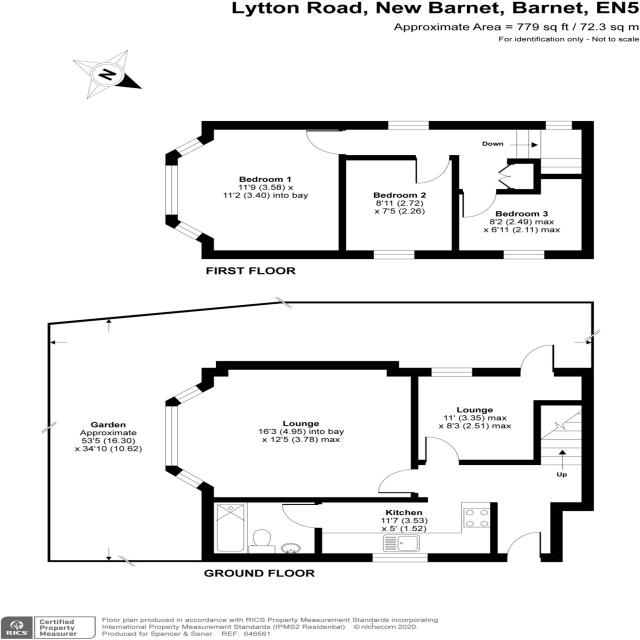 Lytton Road, New Barnet, Barnet, EN5
Approximate Area = 779 sq ft / 72.3 sq m
For identification only - Not to scale
N
Down
Bedroom 1
11'9 (3.58) x
11'2 (3.40) into bay
Bedroom 2
8'11 (2.72)
x 7'5 (2.26)
Bedroom 3
8'2 (2.49) max
x 6'11 (2.11) max
FIRST FLOOR
Garden
Approximate
53'5 (16.30)
x 34'10 (10.62)
Lounge
16'3 (4.95) into bay
x 12'5 (3.78) max
Lounge
11' (3.35) max
x 8'3 (2.51) max
Up
Kitchen
11'7 (3.53)
x 5' (1.52)
GROUND FLOOR
RICS
Certified
Property
Measurer
Floor plan produced in accordance with RICS Property Measurement Standards incorporating
International Property Measurement Standards (IPMS2 Residential). © nichecom 2020.
Produced for Spencer & Sener. REF: 646561